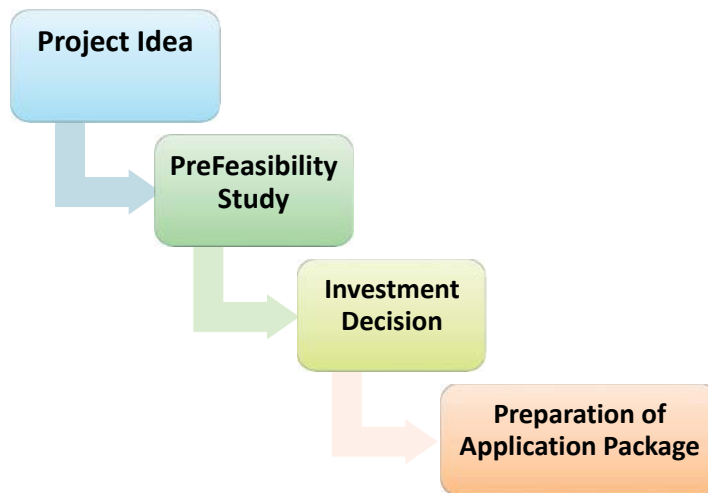 Project Idea
PreFeasibility
Study
Investment
Decision
Preparation of
Application Package